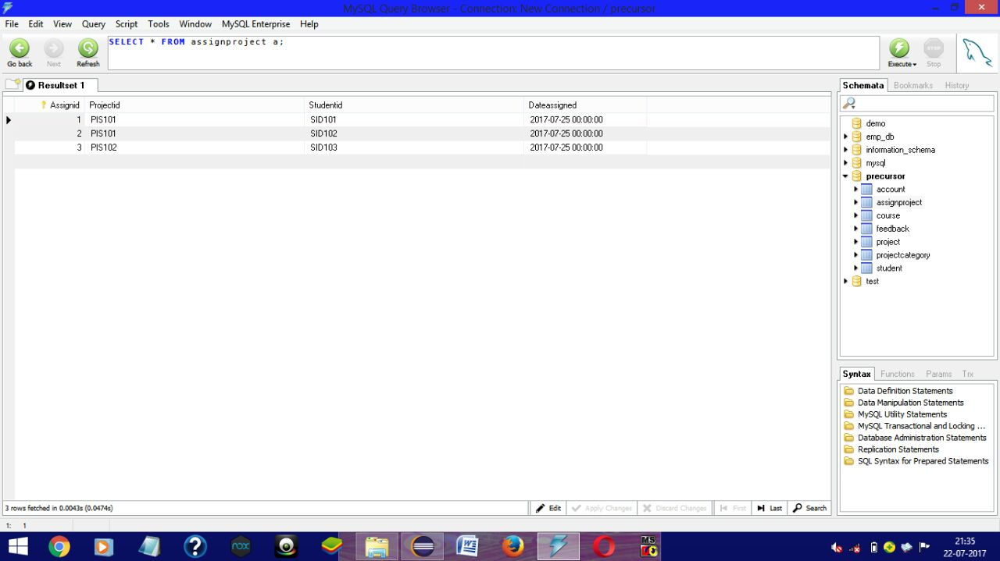 MySQL Query Browser - Connection: New Connection / precursor
File Edit View Query Script Tools Window MySQL Enterprise Help
SELECT * FROM assignproject a;
Go back Next Refresh Execute Stop
STOP
Resultset 1
Assignid Projectid Studentid Dateassigned
1 PIS101 SID101 2017-07-25 00:00:00
2 PIS101 SID102 2017-07-25 00:00:00
3 PIS102 SID103 2017-07-25 00:00:00
3 rows fetched in 0.0043s (0.0474s)
Edit Apply Changes Discard Changes First Last Search
1: 1
Schemata Bookmarks History
demo
emp_db
information_schema
mysql
precursor
account
assignproject
course
feedback
project
projectcategory
student
test
Syntax Functions Params Trx
Data Definition Statements
Data Manipulation Statements
MySQL Utility Statements
MySQL Transactional and Locking ...
Database Administration Statements
Replication Statements
SQL Syntax for Prepared Statements
nox
MS
21:35
22-07-2017